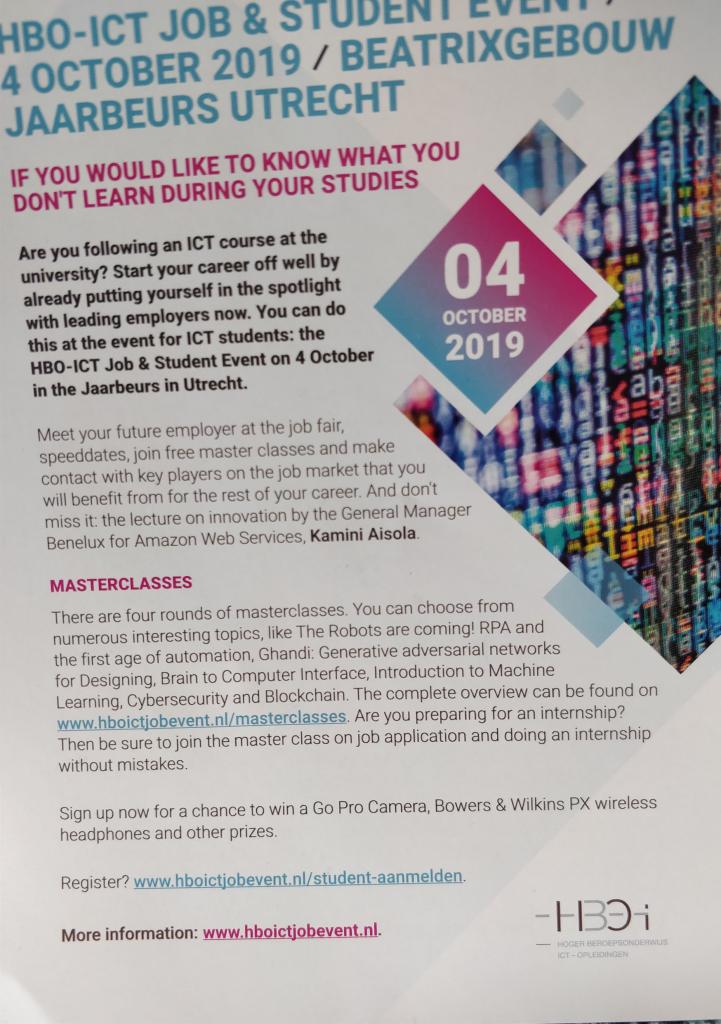 HBO-ICT JOB & STUDENT EVENT /
4 OCTOBER 2019 / BEATRIXGEBOUW
JAARBEURS UTRECHT
IF YOU WOULD LIKE TO KNOW WHAT YOU
DON'T LEARN DURING YOUR STUDIES
Are you following an ICT course at the
university? Start your career off well by
already putting yourself in the spotlight
with leading employers now. You can do
this at the event for ICT students: the
HBO-ICT Job & Student Event on 4 October
in the Jaarbeurs in Utrecht.
04
OCTOBER
2019
Meet your future employer at the job fair,
speeddates, join free master classes and make
contact with key players on the job market that you
will benefit from for the rest of your career. And don't
miss it: the lecture on innovation by the General Manager
Benelux for Amazon Web Services, Kamini Aisola.
MASTERCLASSES
There are four rounds of masterclasses. You can choose from
numerous interesting topics, like The Robots are coming! RPA and
the first age of automation, Ghandi: Generative adversarial networks
for Designing, Brain to Computer Interface, Introduction to Machine
Learning, Cybersecurity and Blockchain. The complete overview can be found on
www.hboictjobevent.nl/masterclasses. Are you preparing for an internship?
Then be sure to join the master class on job application and doing an internship
without mistakes.
Sign up now for a chance to win a Go Pro Camera, Bowers & Wilkins PX wireless
headphones and other prizes.
Register? www.hboictjobevent.nl/student-aanmelden.
More information: www.hboictjobevent.nl.
HBO-i
HOGER BEROEPSONDERWIJS
ICT - OPLEIDINGEN